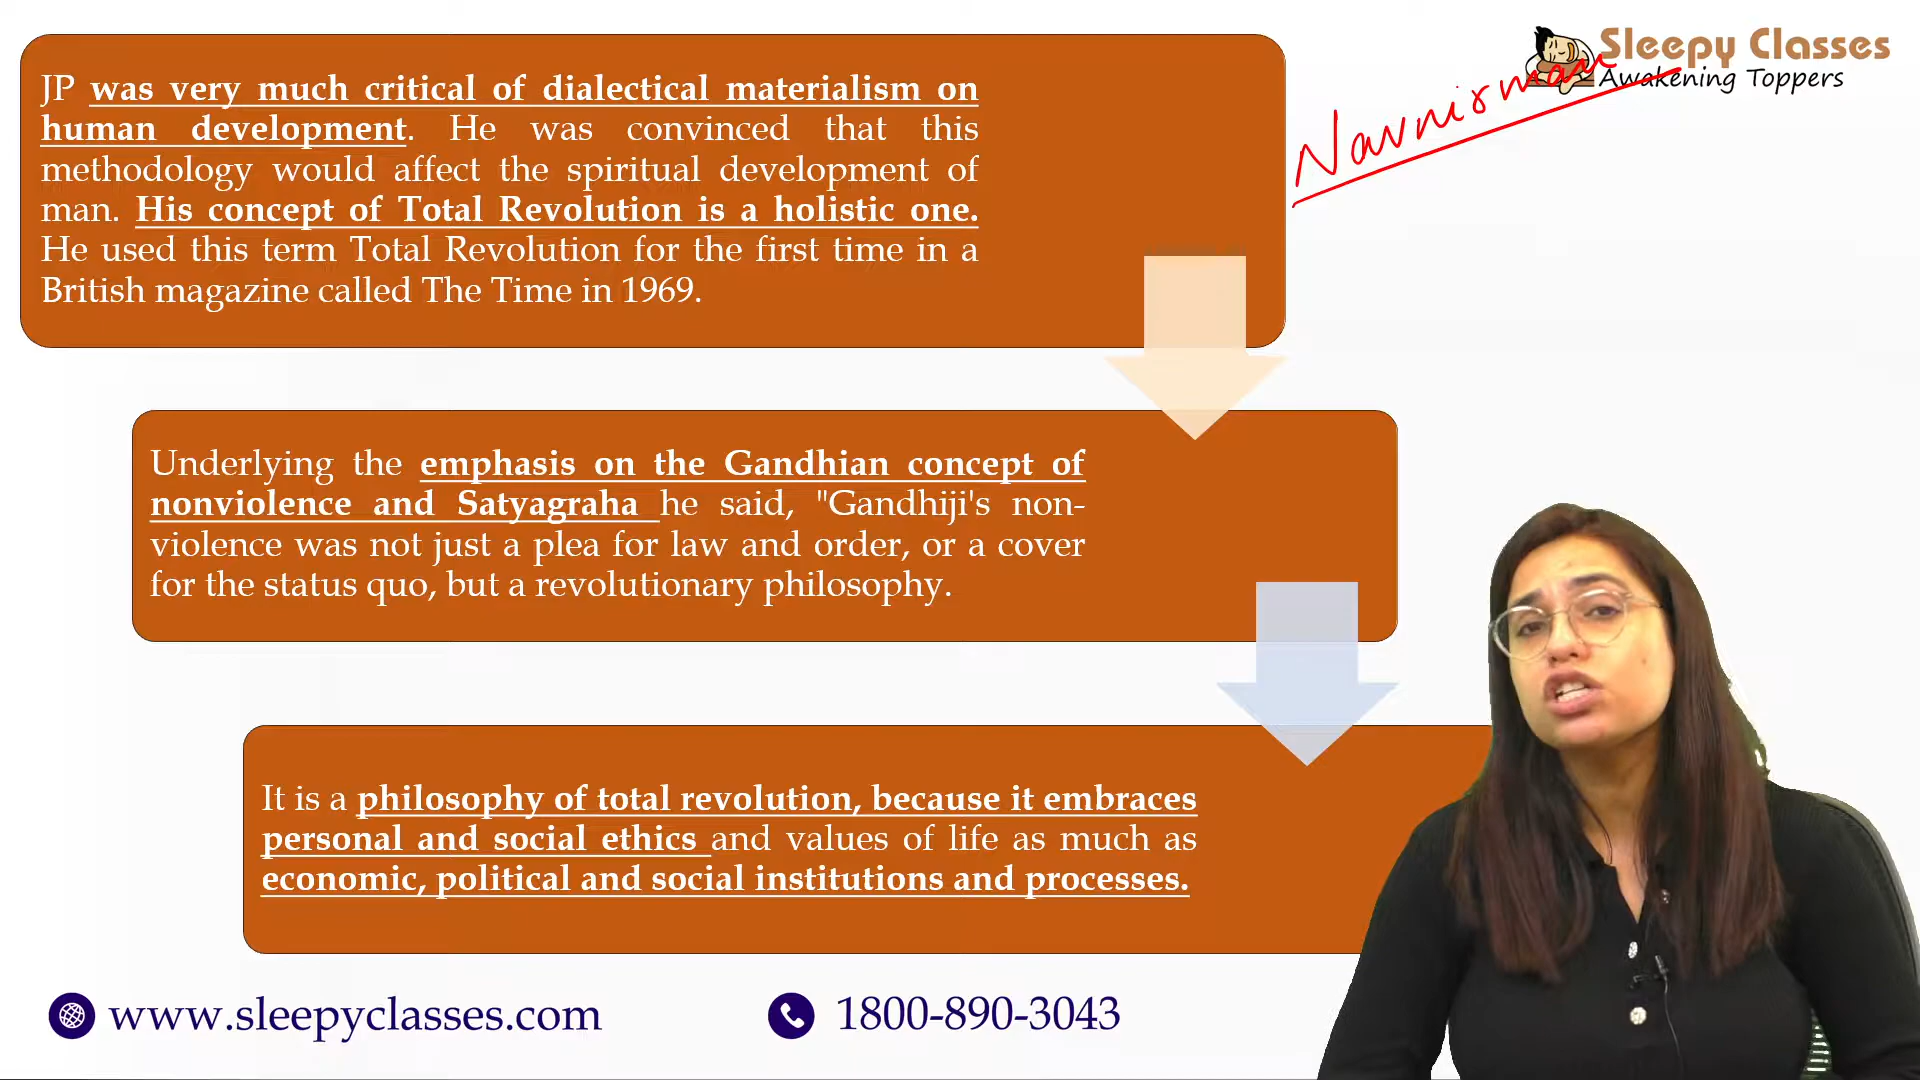 Sleepy Classes
Awakening Toppers
Navnirman
JP was very much critical of dialectical materialism on
human development. He was convinced that this
methodology would affect the spiritual development of
man. His concept of Total Revolution is a holistic one.
He used this term Total Revolution for the first time in a
British magazine called The Time in 1969.
Underlying the emphasis on the Gandhian concept of
nonviolence and Satyagraha he said, "Gandhiji's non-
violence was not just a plea for law and order, or a cover
for the status quo, but a revolutionary philosophy.
It is a philosophy of total revolution, because it embraces
personal and social ethics and values of life as much as
economic, political and social institutions and processes.
www.sleepyclasses.com
1800-890-3043